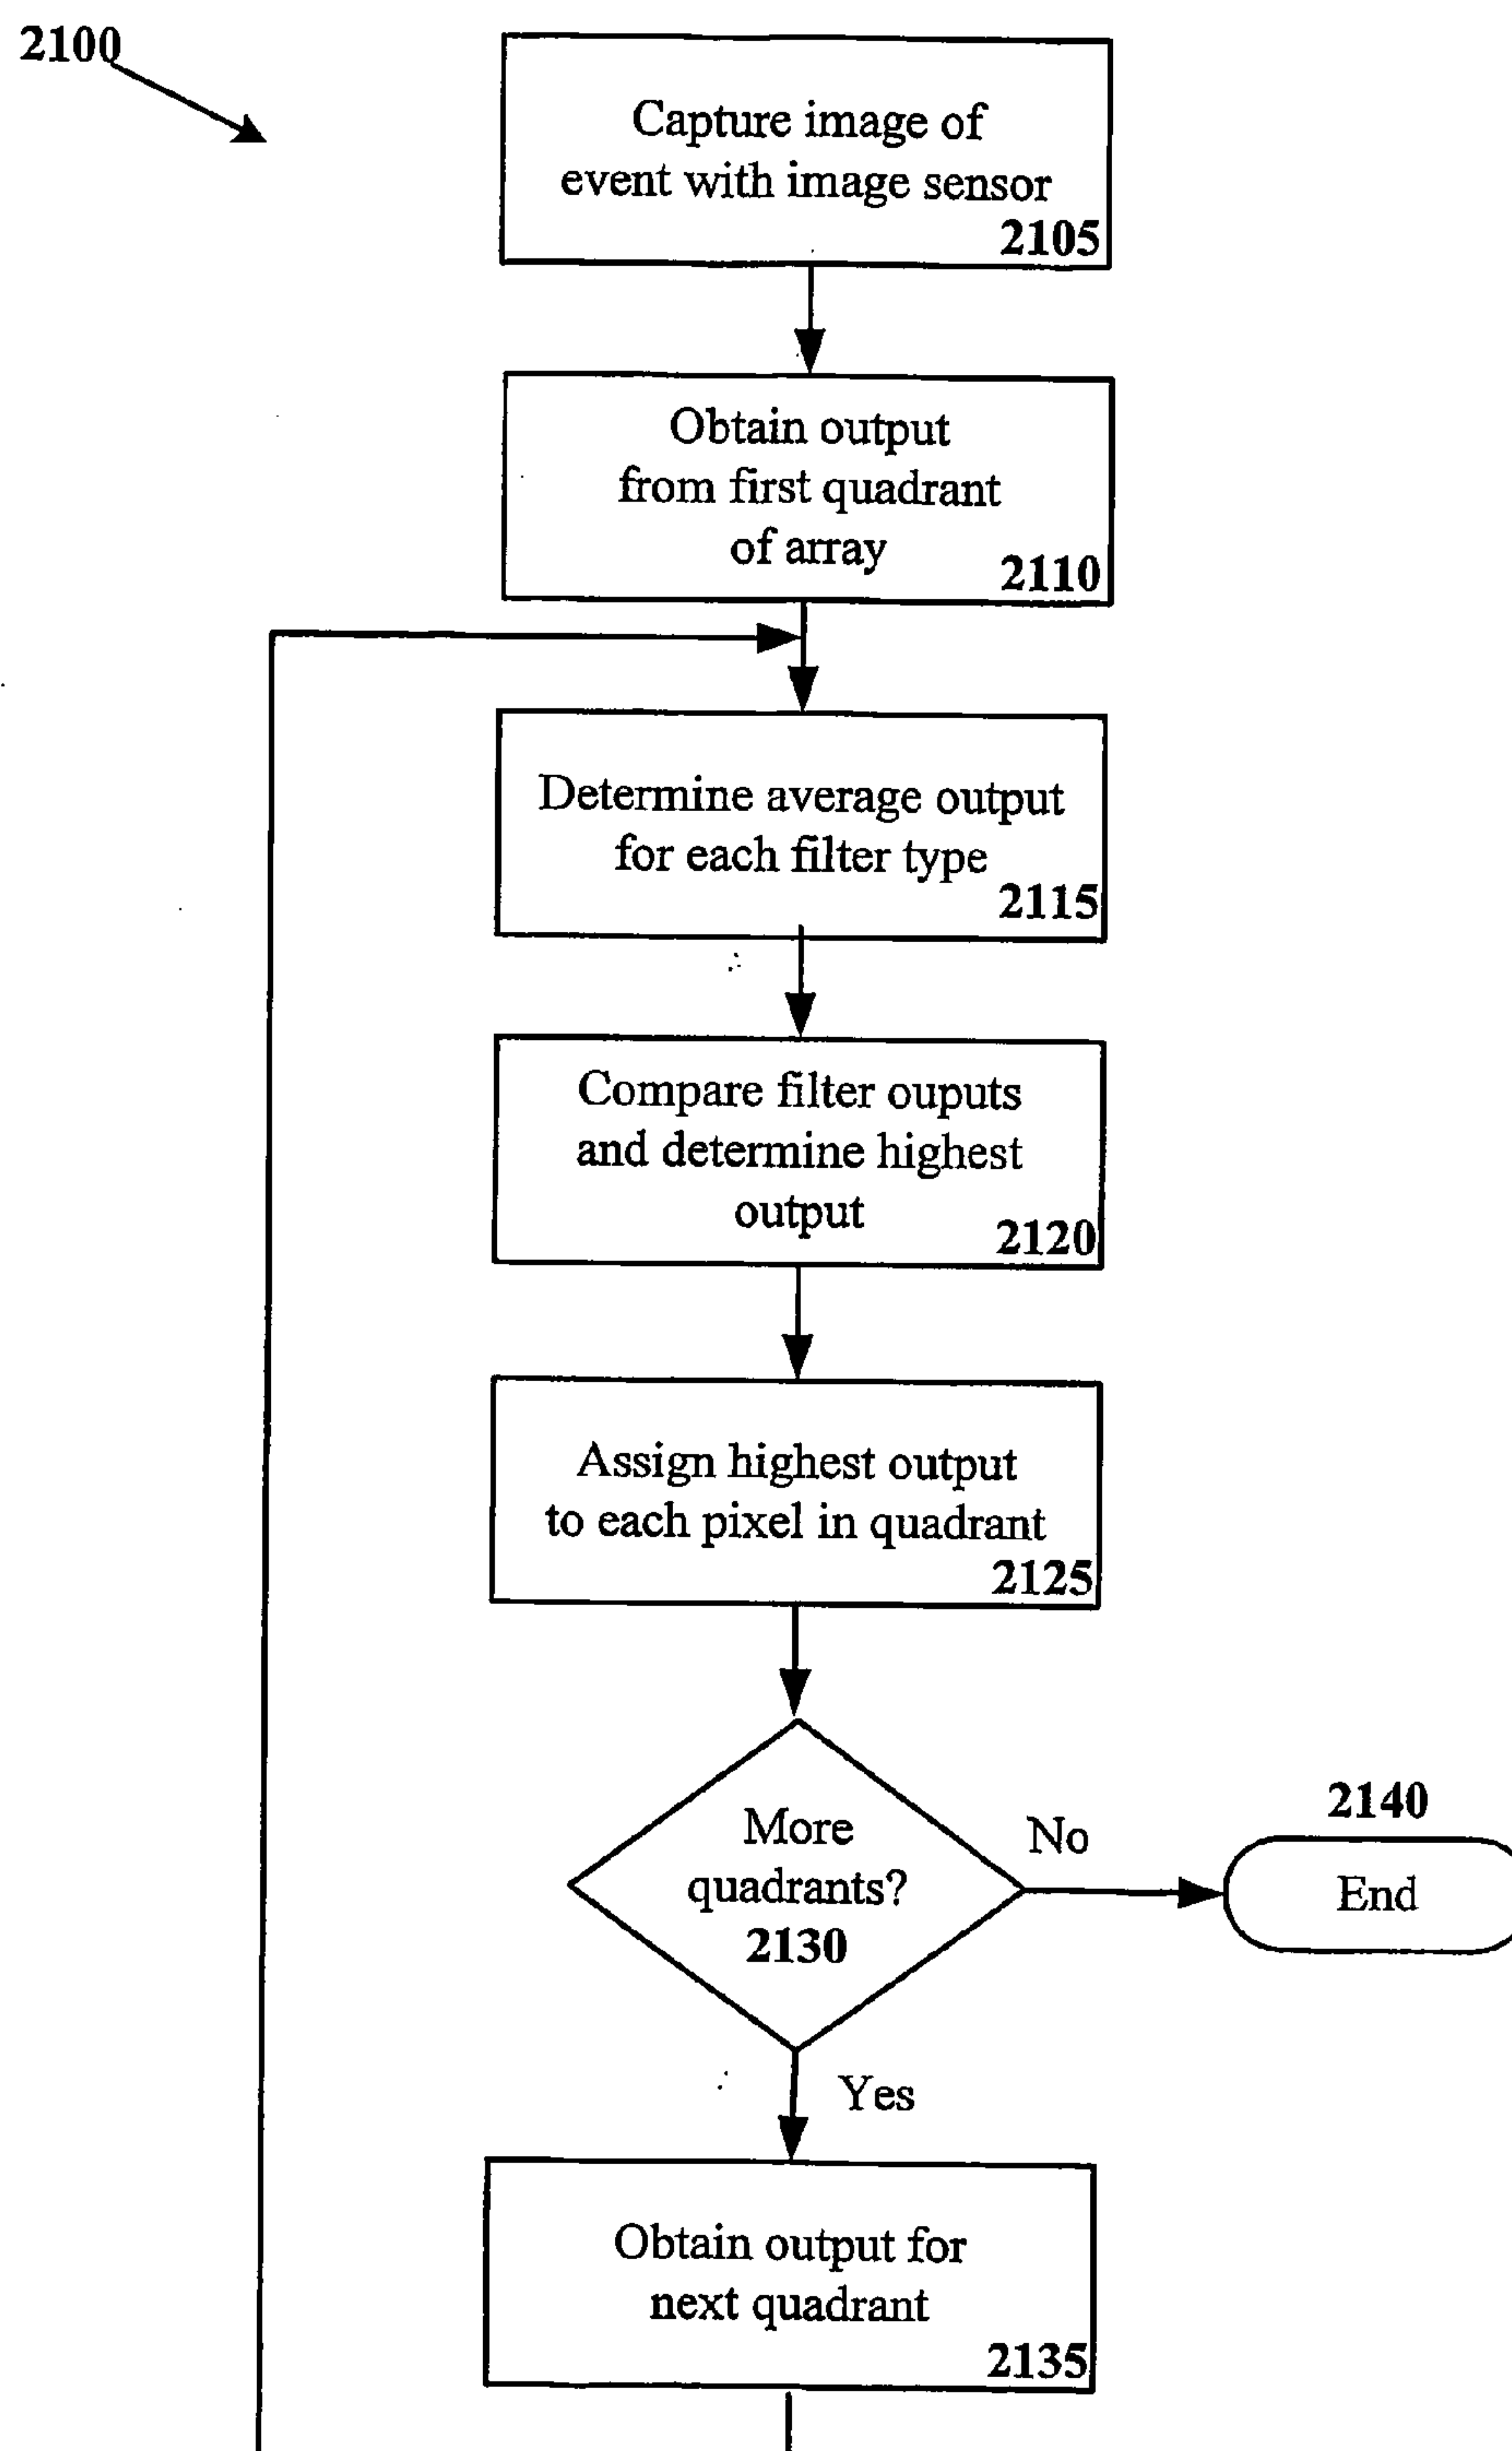 2100
Capture image of
event with image sensor
2105
Obtain output
from first quadrant
of array
2110
Determine average output
for each filter type
2115
Compare filter ouputs
and determine highest
output
2120
Assign highest output
to each pixel in quadrant
2125
More
quadrants?
2130
No
2140
End
Yes
Obtain output for
next quadrant
2135